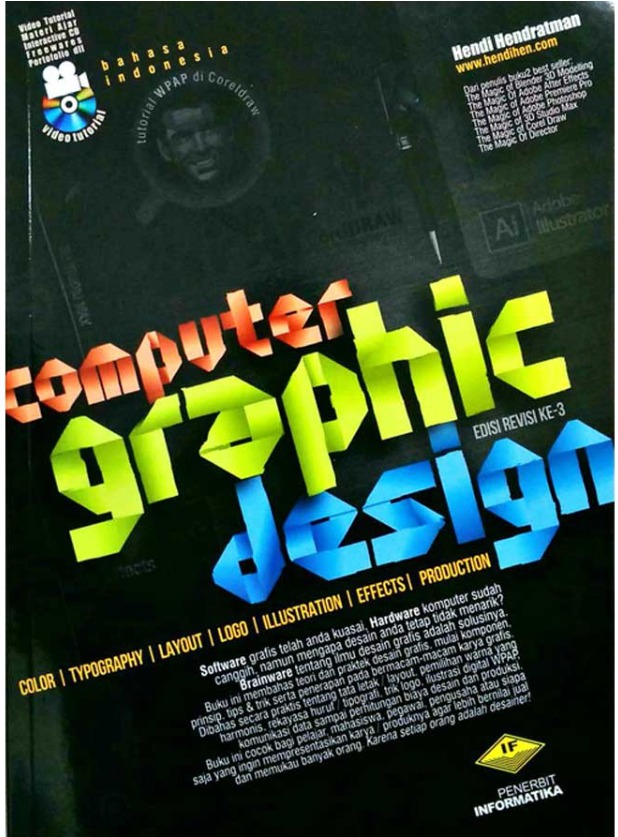 Video Tutorial
Materi Ajar
Interactive CD
Freewares
Portofolio dll
video tutorial
bahasa
indonesia
tutorial WPAP di Coreldraw
Hendi Hendratman
www.hendihen.com
Dari penulis buku2 best seller:
The Magic of Blender 3D Modelling
The Magic Of Adobe After Effects
The Magic of Adobe Premiere Pro
The Magic of Adobe Photoshop
The Magic of 3D Studio Max
The Magic of Corel Draw
The Magic Of Director
Ai
Adobe
Illustrator
computer
graphic
EDISI REVISI KE-3
design
COLOR | TYPOGRAPHY | LAYOUT | LOGO | ILLUSTRATION | EFFECTS | PRODUCTION
Software grafis telah anda kuasai, Hardware komputer sudah
canggih, namun mengapa desain anda tetap tidak menarik?
Brainware tentang ilmu desain grafis adalah solusinya.
Buku ini membahas teori dan praktek desain grafis, mulai komponen,
prinsip, tips & trik serta penerapan pada bermacam-macam karya grafis.
Dibahas secara praktis tentang tata letak / layout, pemilihan warna yang
harmonis, rekayasa huruf / tipografi, trik logo, ilustrasi digital WPAP,
komunikasi data sampai perhitungan biaya desain dan produksi.
Buku ini cocok bagi pelajar, mahasiswa, pegawai, pengusaha atau siapa
saja yang ingin mempresentasikan karya / produknya agar lebih bernilai jual
dan memukau banyak orang. Karena setiap orang adalah desainer!
IF
PENERBIT
INFORMATIKA